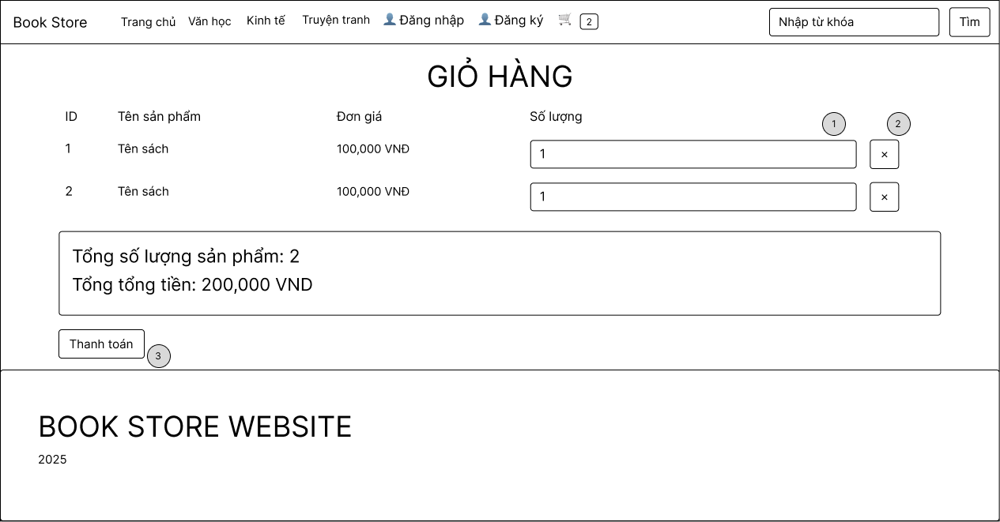 Book Store Trang chủ Văn học Kinh tế Truyện tranh Đăng nhập Đăng ký 2 Nhập từ khóa Tìm
GIỎ HÀNG
ID Tên sản phẩm Đơn giá Số lượng 1 2
1 Tên sách 100,000 VNĐ 1 ×
2 Tên sách 100,000 VNĐ 1 ×
Tổng số lượng sản phẩm: 2
Tổng tổng tiền: 200,000 VND
Thanh toán 3
BOOK STORE WEBSITE
2025